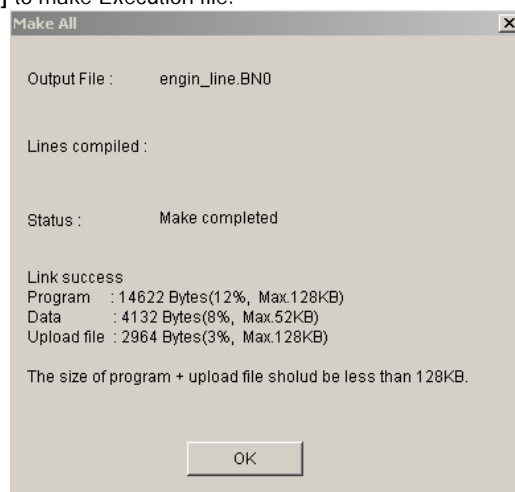 ] to make Execution file.
Make All
Output File : engin_line.BN0
Lines compiled :
Status : Make completed
Link success
Program : 14622 Bytes(12%, Max.128KB)
Data : 4132 Bytes(8%, Max.52KB)
Upload file : 2964 Bytes(3%, Max.128KB)
The size of program + upload file sholud be less than 128KB.
OK